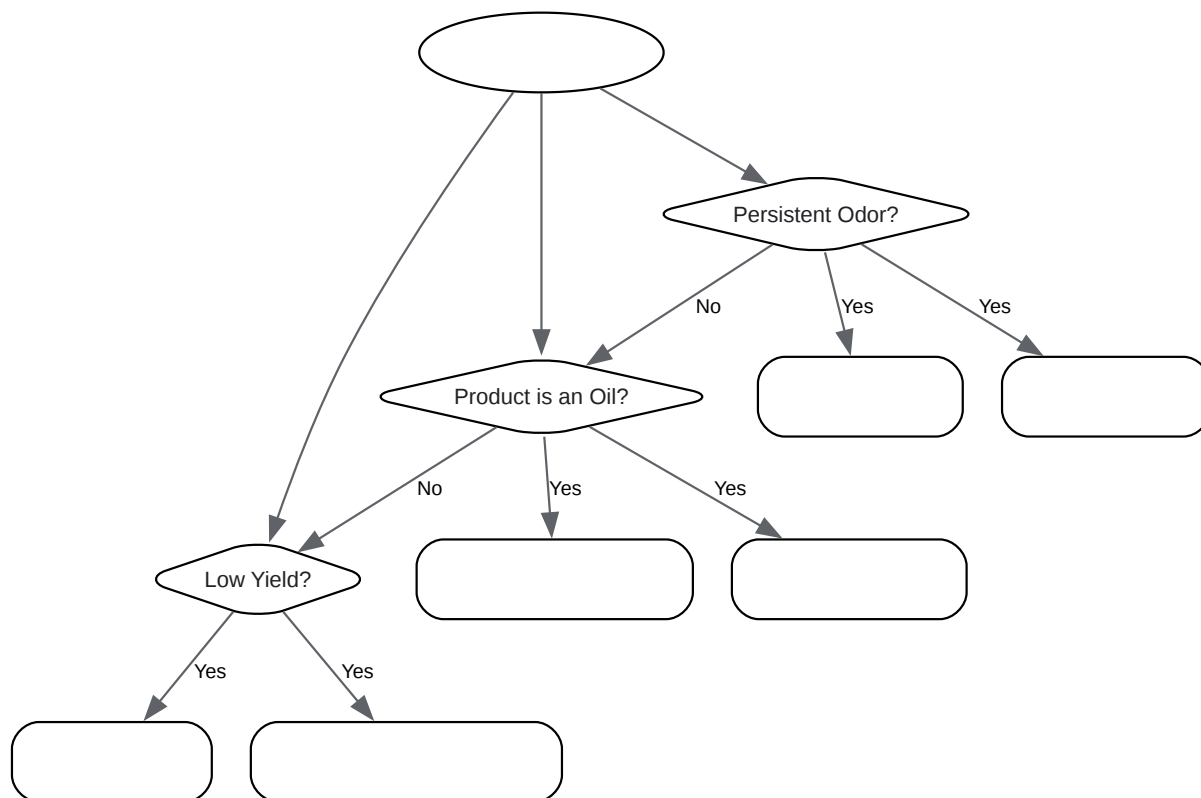 Persistent Odor?
No
Yes
Yes
Product is an Oil?
No
Yes
Yes
Low Yield?
Yes
Yes